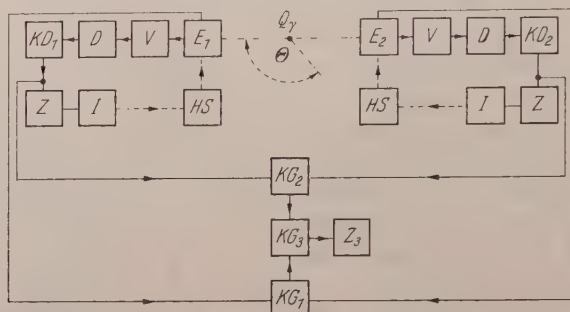 Qγ
KD₁ D V E₁ Θ E₂ V D KD₂
Z I HS HS I Z
KG₂
KG₃ Z₃
KG₁